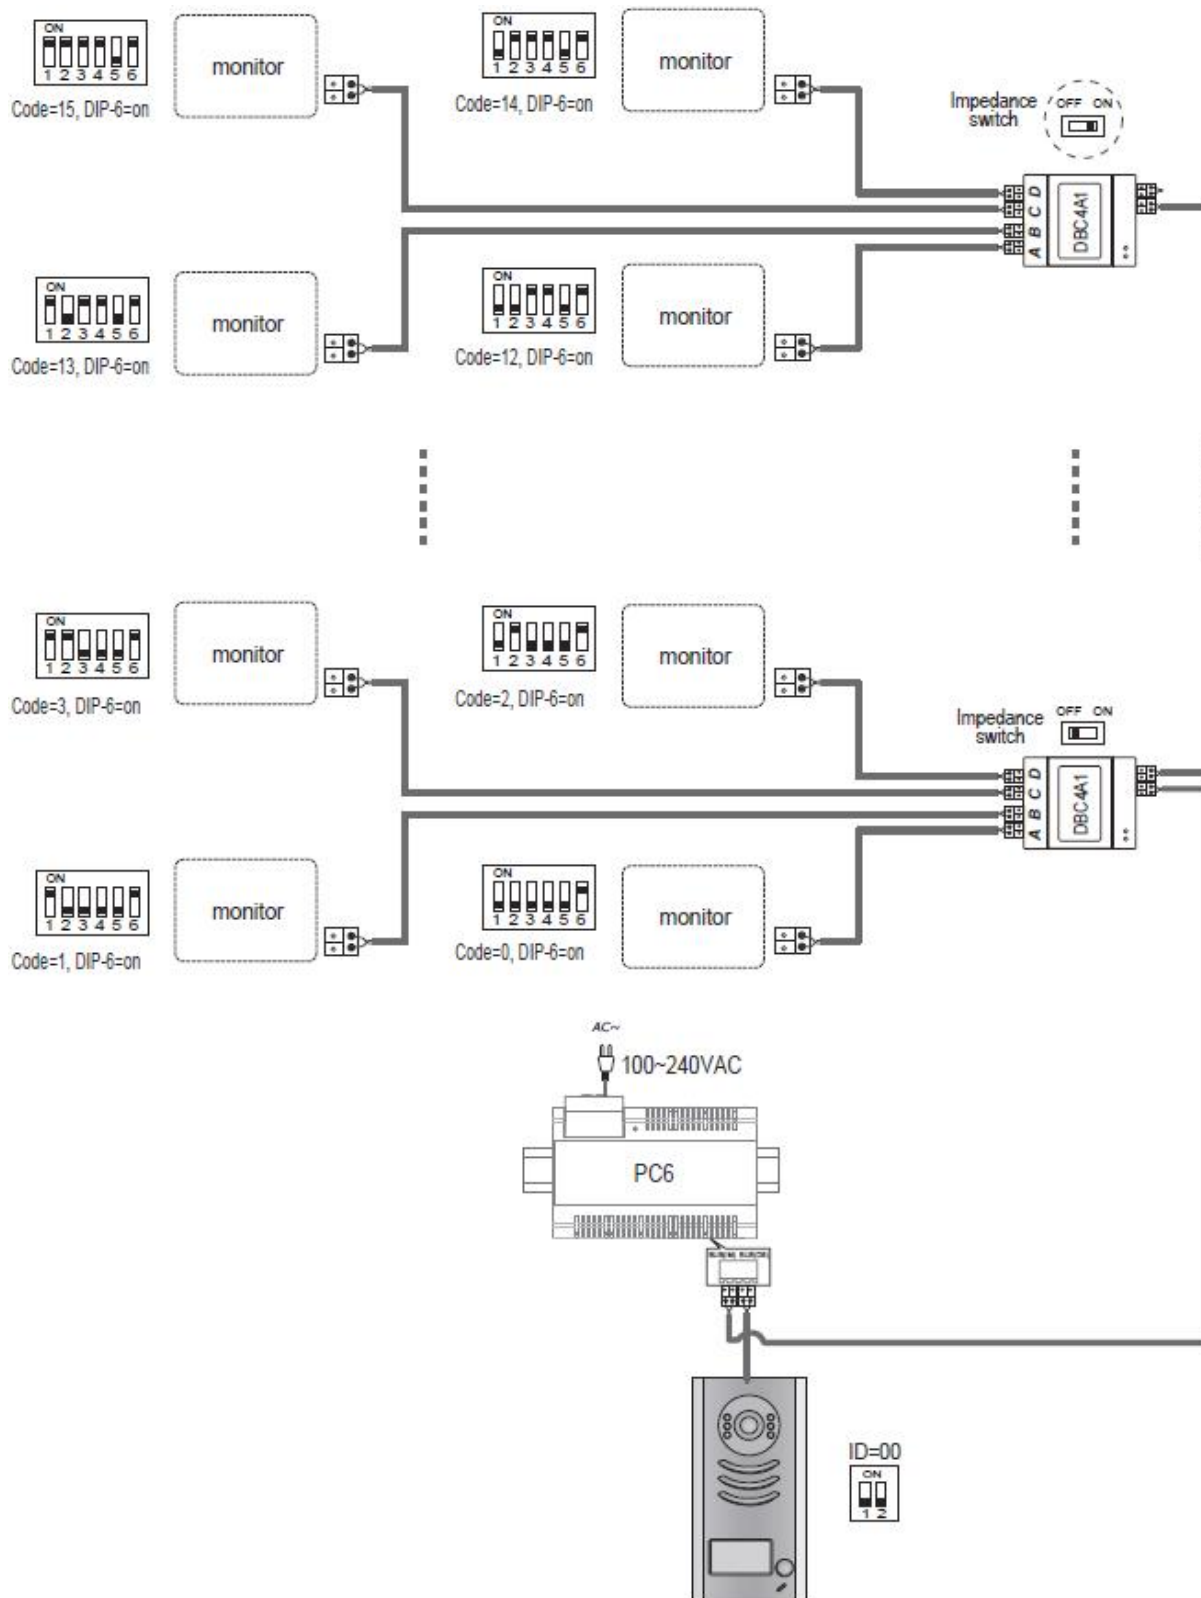 ON
1 2 3 4 5 6
Code=15, DIP-6=on
monitor
ON
1 2 3 4 5 6
Code=14, DIP-6=on
monitor
Impedance
switch
OFF ON
D
C
B
A
DBC4A1
ON
1 2 3 4 5 6
Code=13, DIP-6=on
monitor
ON
1 2 3 4 5 6
Code=12, DIP-6=on
monitor
ON
1 2 3 4 5 6
Code=3, DIP-6=on
monitor
ON
1 2 3 4 5 6
Code=2, DIP-6=on
monitor
Impedance
switch
OFF ON
D
C
B
A
DBC4A1
ON
1 2 3 4 5 6
Code=1, DIP-6=on
monitor
ON
1 2 3 4 5 6
Code=0, DIP-6=on
monitor
AC~
100~240VAC
PC6
ID=00
ON
1 2